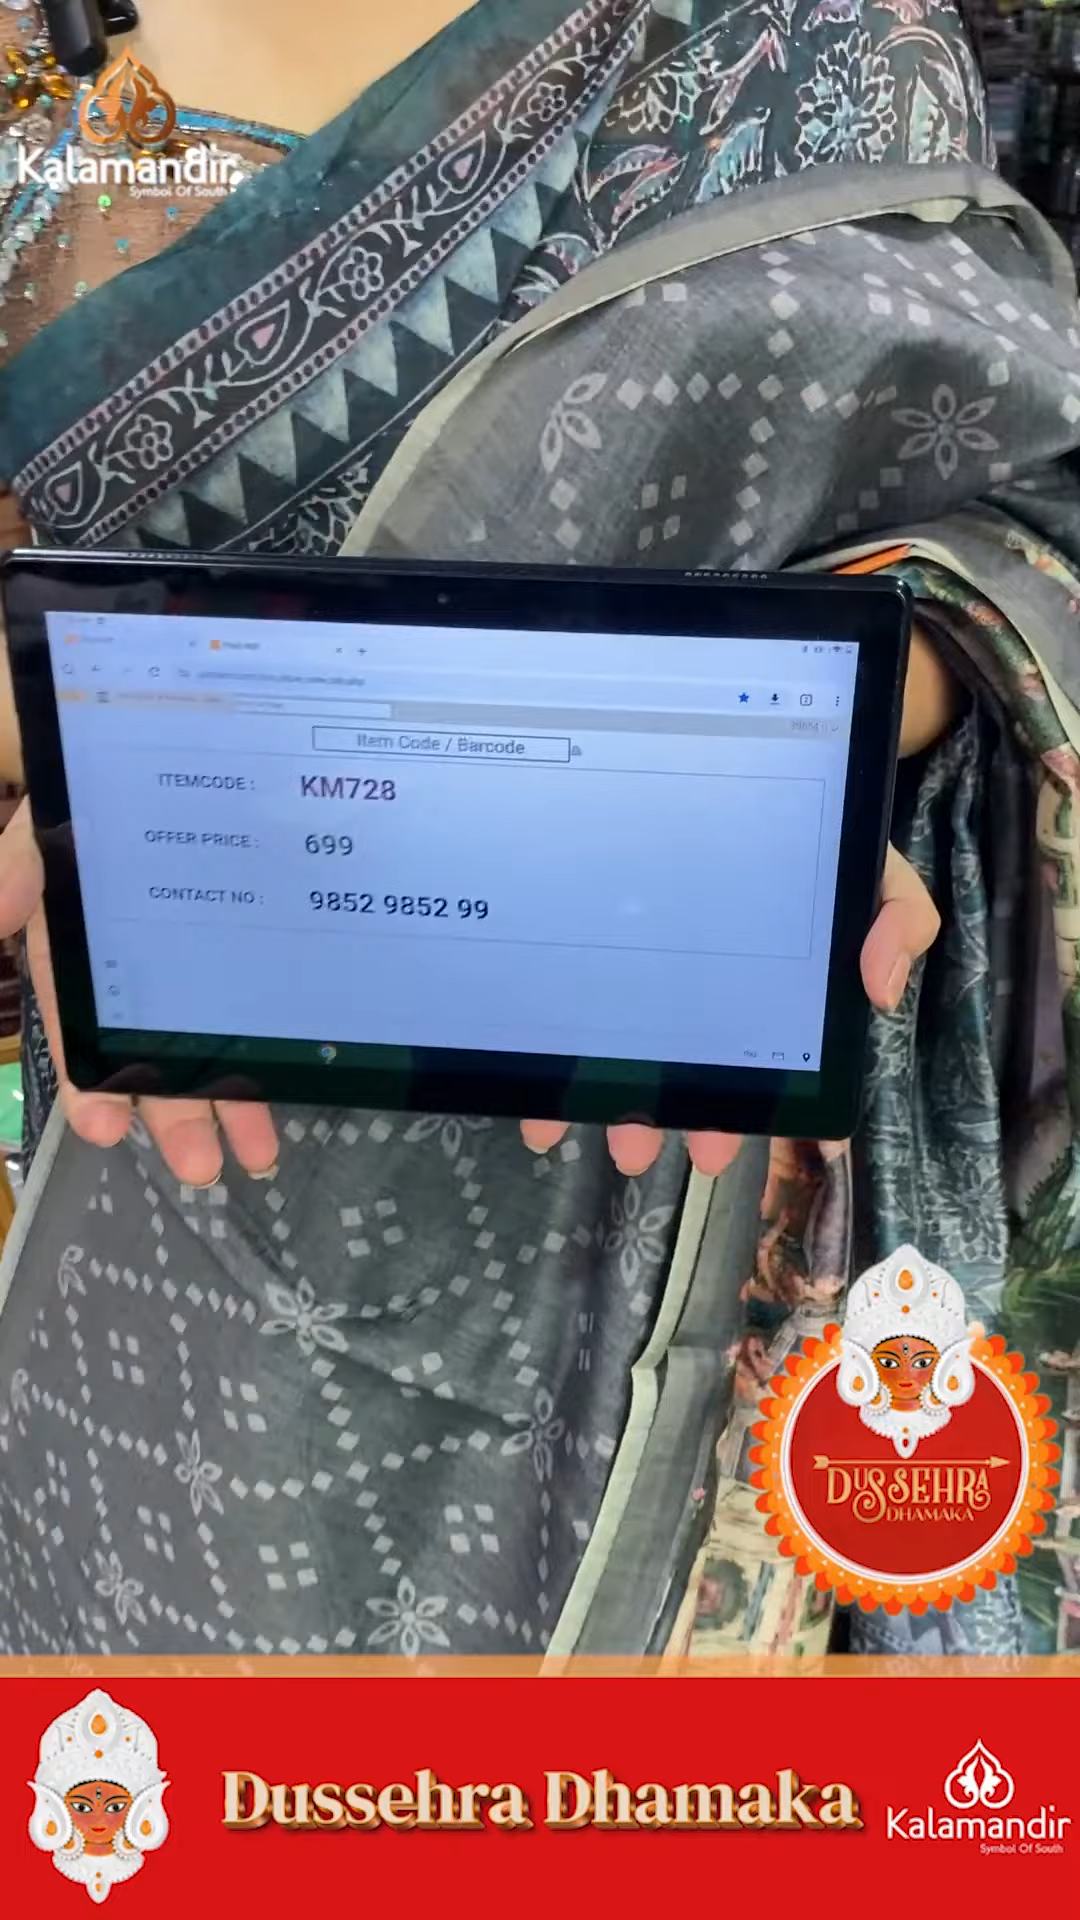 Kalamandir
Symbol Of South
Item Code / Barcode
ITEMCODE :
KM728
OFFER PRICE :
699
CONTACT NO :
9852 9852 99
DUSSEHRA
DHAMAKA
Dussehra Dhamaka
Kalamandir
Symbol Of South